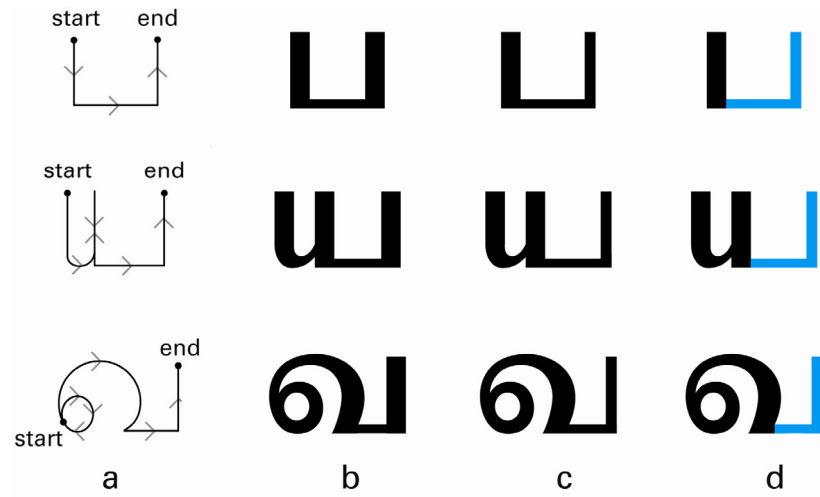 start end
ப ப ப
start end
ய ய ய
end
வ வ வ
start
a b c d